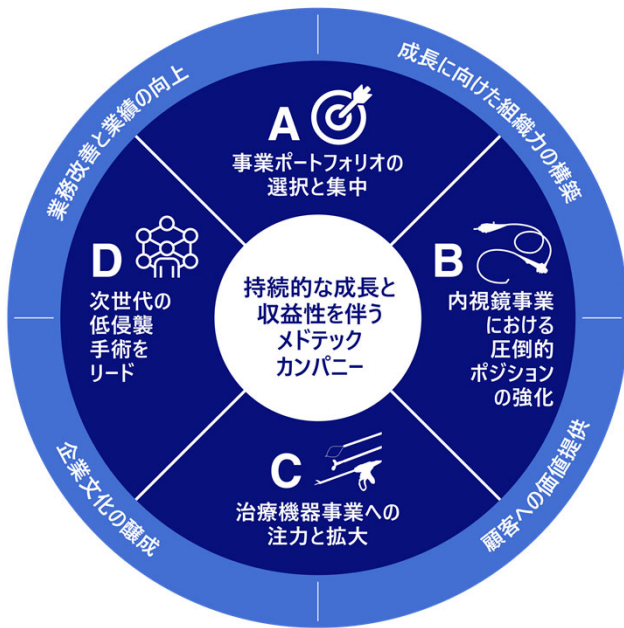 業務改善と業績の向上
成長に向けた組織力の構築
A
事業ポートフォリオの
選択と集中
D
次世代の
低侵襲
手術を
リード
持続的な成長と
収益性を伴う
メドテック
カンパニー
B
内視鏡事業
における
圧倒的
ポジション
の強化
C
治療機器事業への
注力と拡大
企業文化の醸成
顧客への価値提供